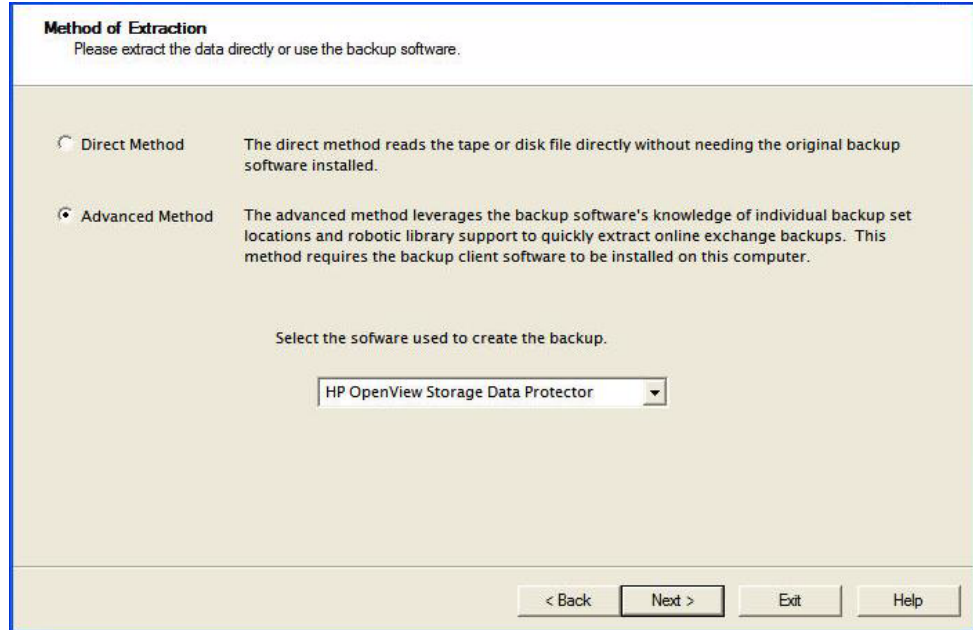 Method of Extraction
Please extract the data directly or use the backup software.
Direct Method
The direct method reads the tape or disk file directly without needing the original backup
software installed.
Advanced Method
The advanced method leverages the backup software's knowledge of individual backup set
locations and robotic library support to quickly extract online exchange backups. This
method requires the backup client software to be installed on this computer.
Select the sofware used to create the backup.
HP OpenView Storage Data Protector
< Back
Next >
Exit
Help